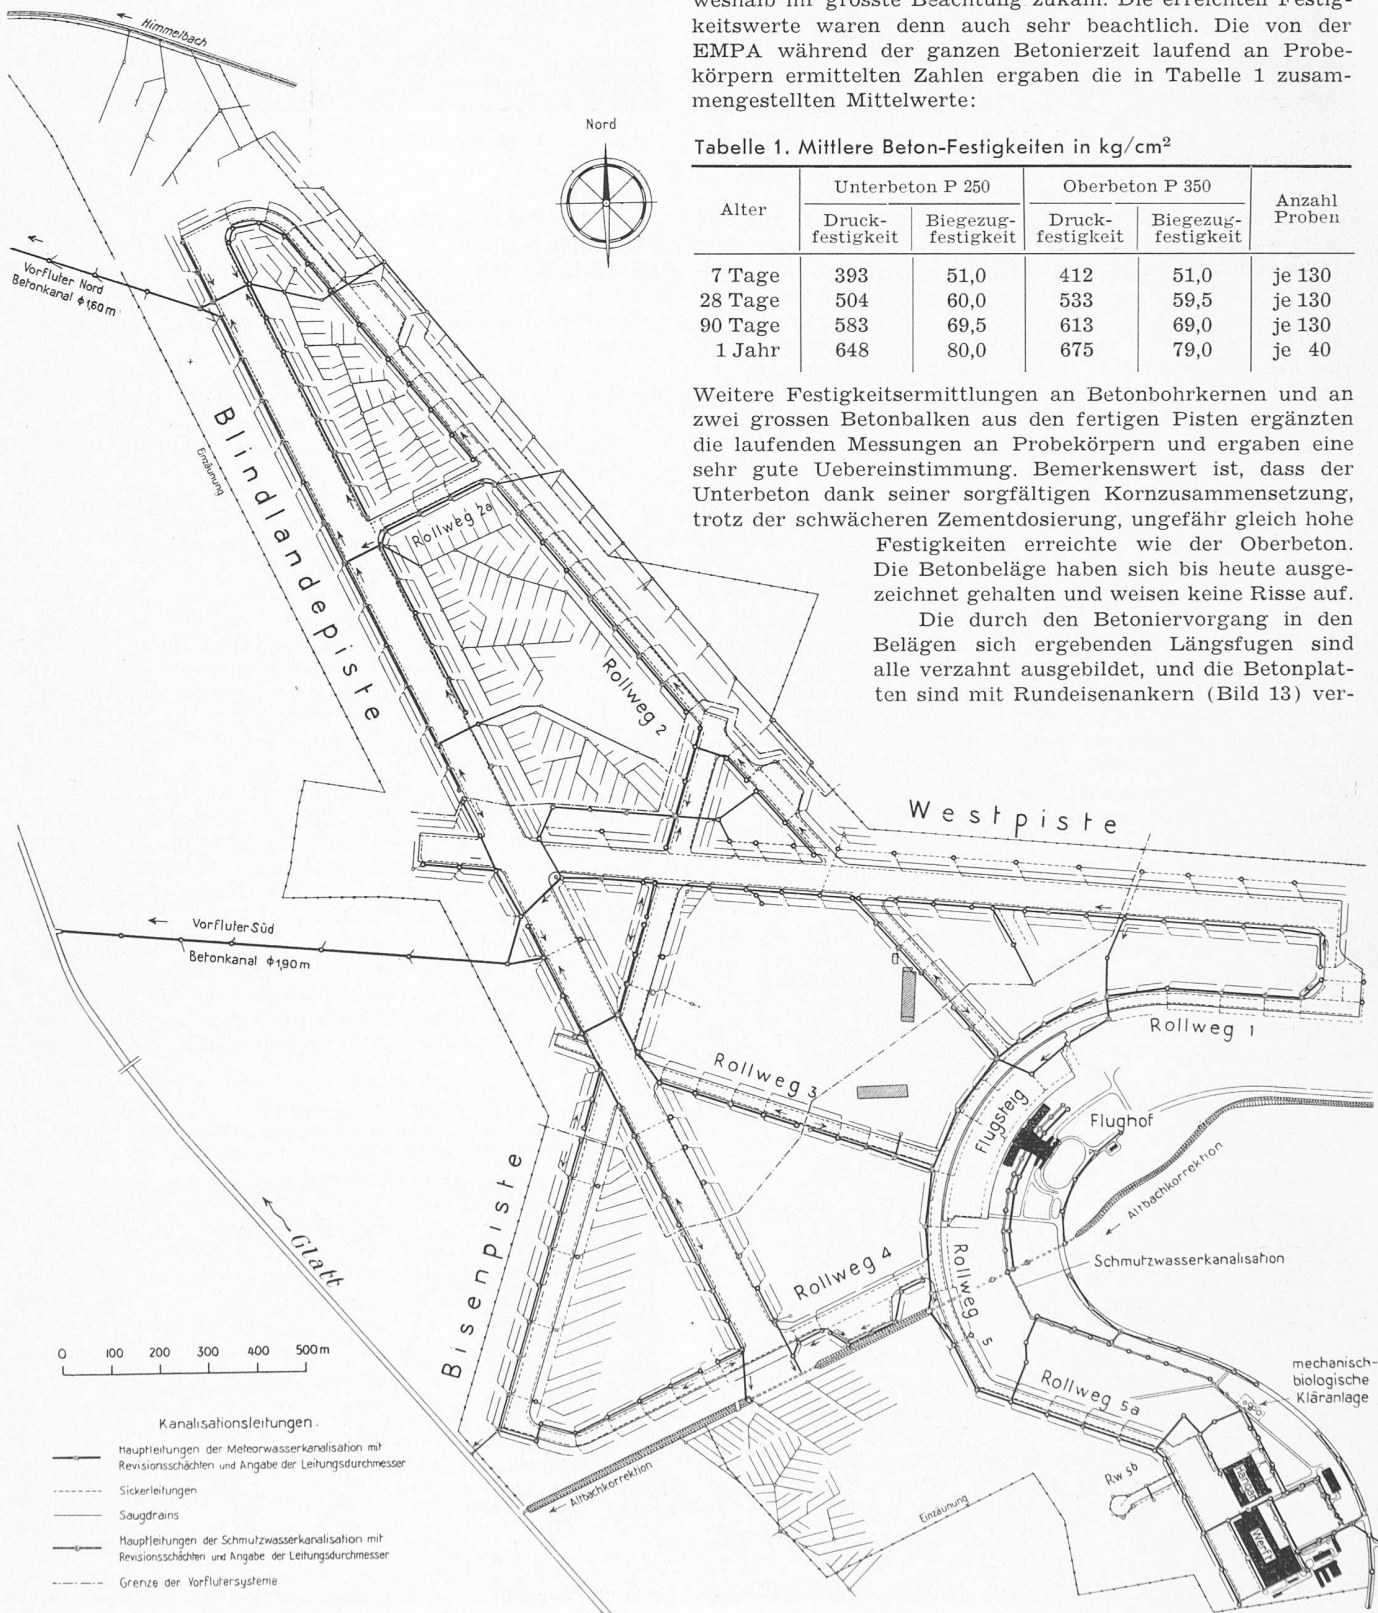 weshalb ihr grösste Beachtung zukam. Die erreichten Festig-
keitswerte waren denn auch sehr beachtlich. Die von der
EMPA während der ganzen Betonierzeit laufend an Probe-
körpern ermittelten Zahlen ergaben die in Tabelle 1 zusam-
mengestellten Mittelwerte:
Tabelle 1. Mittlere Beton-Festigkeiten in kg/cm²
Alter Unterbeton P 250 Oberbeton P 350 Anzahl Proben
Druck-festigkeit Biegezug-festigkeit Druck-festigkeit Biegezug-festigkeit
7 Tage 393 51,0 412 51,0 je 130
28 Tage 504 60,0 533 59,5 je 130
90 Tage 583 69,5 613 69,0 je 130
1 Jahr 648 80,0 675 79,0 je 40
Weitere Festigkeitsermittlungen an Betonbohrkernen und an
zwei grossen Betonbalken aus den fertigen Pisten ergänzten
die laufenden Messungen an Probekörpern und ergaben eine
sehr gute Uebereinstimmung. Bemerkenswert ist, dass der
Unterbeton dank seiner sorgfältigen Kornzusammensetzung,
trotz der schwächeren Zementdosierung, ungefähr gleich hohe
Festigkeiten erreichte wie der Oberbeton.
Die Betonbeläge haben sich bis heute ausge-
zeichnet gehalten und weisen keine Risse auf.
Die durch den Betoniervorgang in den
Belägen sich ergebenden Längsfugen sind
alle verzahnt ausgebildet, und die Betonplat-
ten sind mit Rundeisenankern (Bild 13) ver-
Himmelbach
Nord
Vorfluter Nord
Betonkanal ϕ 1,60 m
Blindlandepiste
Einzäunung
Rollweg 2a
Rollweg 2
Westpiste
Vorfluter Süd
Betonkanal ϕ 1,90 m
Rollweg 1
Rollweg 3
Flugsteig
Flughof
Altbachkorrektion
Bisenpiste
Glatt
Rollweg 4
Rollweg 5
Schmutzwasserkanalisation
Rollweg 5a
mechanisch-
biologische
Kläranlage
Rw 5b
Hangar
Werft
Altbachkorrektion
Einzäunung
0 100 200 300 400 500 m
Kanalisationsleitungen.
Hauptleitungen der Meteorwasserkanalisation mit
Revisionsschächten und Angabe der Leitungsdurchmesser
Sickerleitungen
Saugdrains
Hauptleitungen der Schmutzwasserkanalisation mit
Revisionsschächten und Angabe der Leitungsdurchmesser
Grenze der Vorflutersysteme